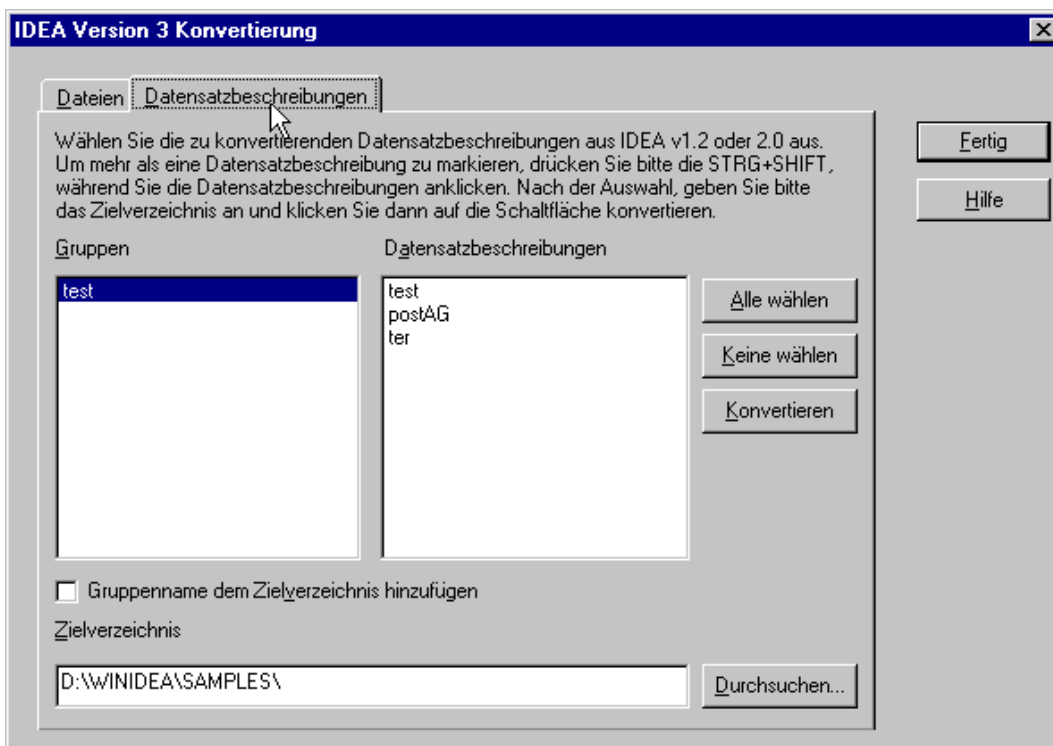 IDEA Version 3 Konvertierung
Dateien
Datensatzbeschreibungen
Wählen Sie die zu konvertierenden Datensatzbeschreibungen aus IDEA v1.2 oder 2.0 aus.
Um mehr als eine Datensatzbeschreibung zu markieren, drücken Sie bitte die STRG+SHIFT,
während Sie die Datensatzbeschreibungen anklicken. Nach der Auswahl, geben Sie bitte
das Zielverzeichnis an und klicken Sie dann auf die Schaltfläche konvertieren.
Fertig
Hilfe
Gruppen
Datensatzbeschreibungen
test
test
postAG
ter
Alle wählen
Keine wählen
Konvertieren
Gruppenname dem Zielverzeichnis hinzufügen
Zielverzeichnis
D:\WINIDEA\SAMPLES\
Durchsuchen...